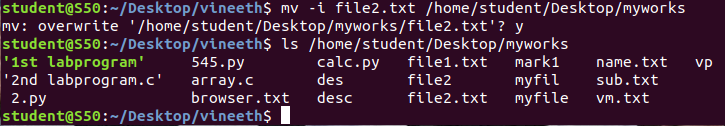 student@S50:~/Desktop/vineeth$ mv -i file2.txt /home/student/Desktop/myworks
mv: overwrite '/home/student/Desktop/myworks/file2.txt'? y
student@S50:~/Desktop/vineeth$ ls /home/student/Desktop/myworks
'1st labprogram' 545.py calc.py file1.txt mark1 name.txt vp
'2nd labprogram.c' array.c des file2 myfil sub.txt
2.py browser.txt desc file2.txt myfile vm.txt
student@S50:~/Desktop/vineeth$